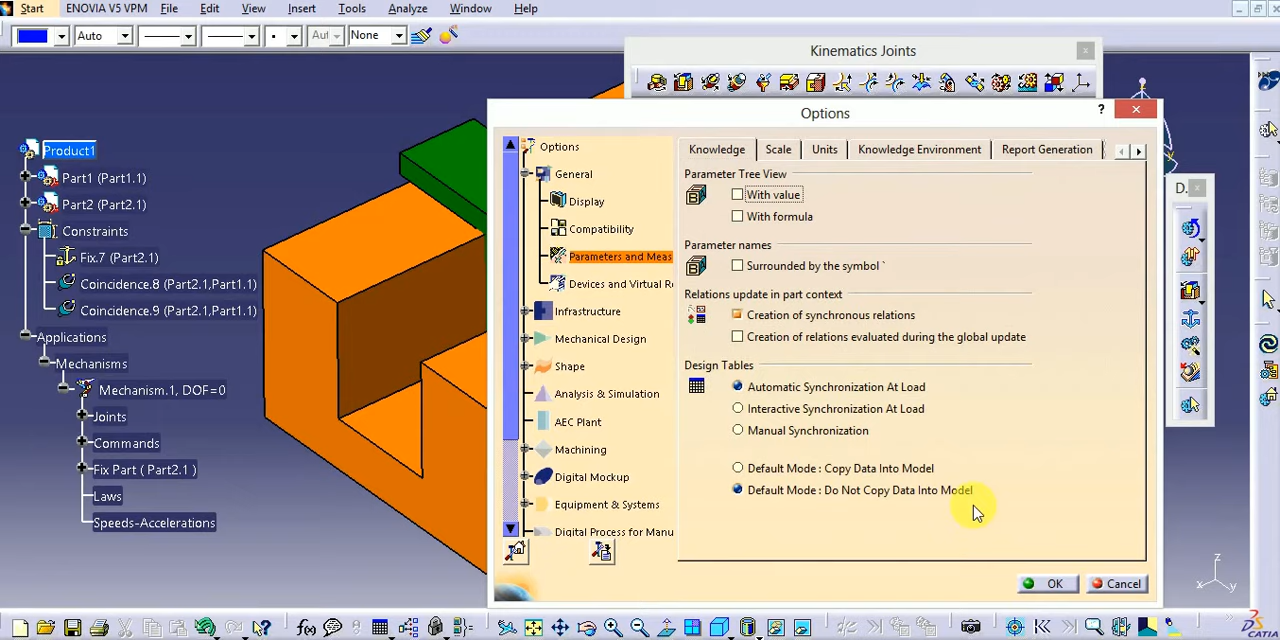 Start ENOVIA V5 VPM File Edit View Insert Tools Analyze Window Help
Auto None
Kinematics Joints
Options
Product1
Part1 (Part1.1)
Part2 (Part2.1)
Constraints
Fix.7 (Part2.1)
Coincidence.8 (Part2.1,Part1.1)
Coincidence.9 (Part2.1,Part1.1)
Applications
Mechanisms
Mechanism.1, DOF=0
Joints
Commands
Fix Part ( Part2.1 )
Laws
Speeds-Accelerations
Options
General
Display
Compatibility
Parameters and Meas
Devices and Virtual R
Infrastructure
Mechanical Design
Shape
Analysis & Simulation
AEC Plant
Machining
Digital Mockup
Equipment & Systems
Digital Process for Manu
Knowledge Scale Units Knowledge Environment Report Generation
Parameter Tree View
With value
With formula
Parameter names
Surrounded by the symbol `
Relations update in part context
Creation of synchronous relations
Creation of relations evaluated during the global update
Design Tables
Automatic Synchronization At Load
Interactive Synchronization At Load
Manual Synchronization
Default Mode : Copy Data Into Model
Default Mode : Do Not Copy Data Into Model
OK Cancel
D..
z
x y
f(x)